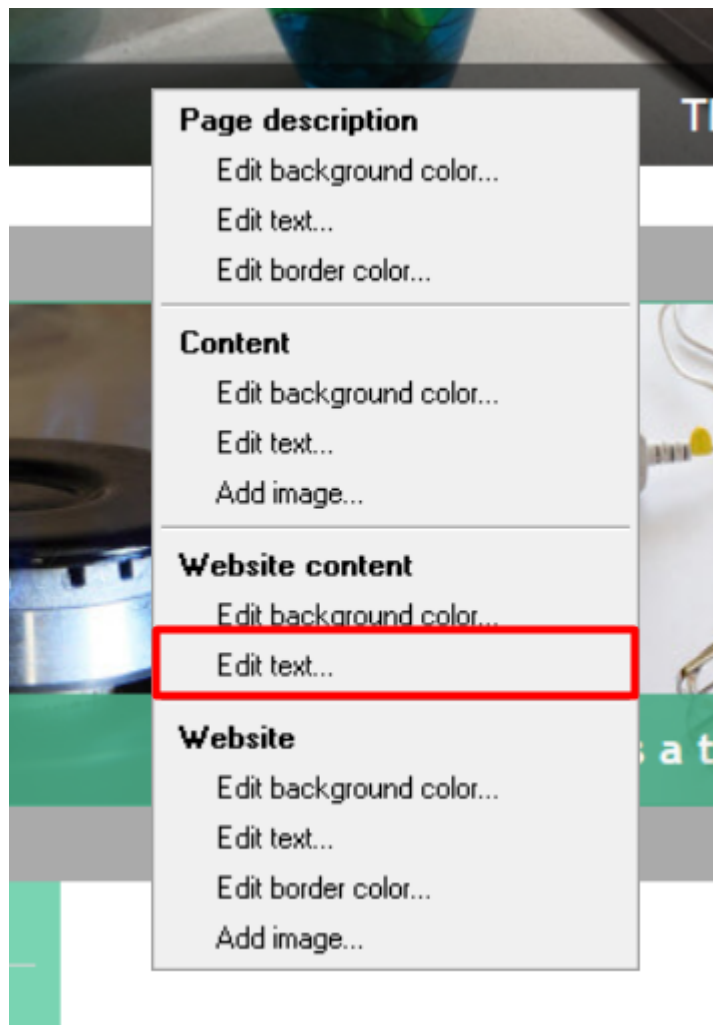 Page description
Edit background color...
Edit text...
Edit border color...
Content
Edit background color...
Edit text...
Add image...
Website content
Edit background color...
Edit text...
Website
Edit background color...
Edit text...
Edit border color...
Add image...
a